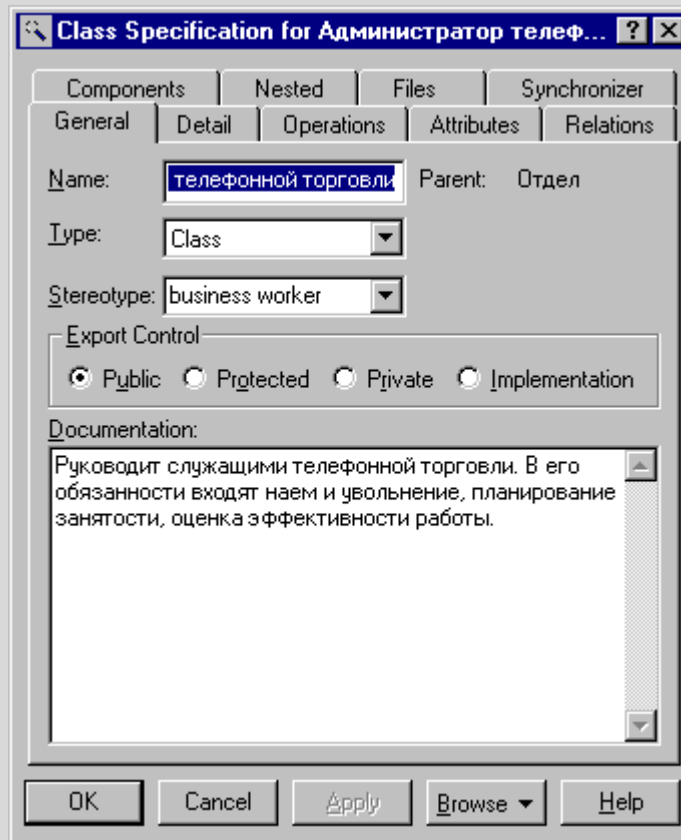 Class Specification for Администратор телеф... ? X
Components Nested Files Synchronizer
General Detail Operations Attributes Relations
Name: телефонной торговли Parent: Отдел
Type: Class
Stereotype: business worker
Export Control
Public Protected Private Implementation
Documentation:
Руководит служащими телефонной торговли. В его
обязанности входят наем и увольнение, планирование
занятости, оценка эффективности работы.
OK Cancel Apply Browse Help